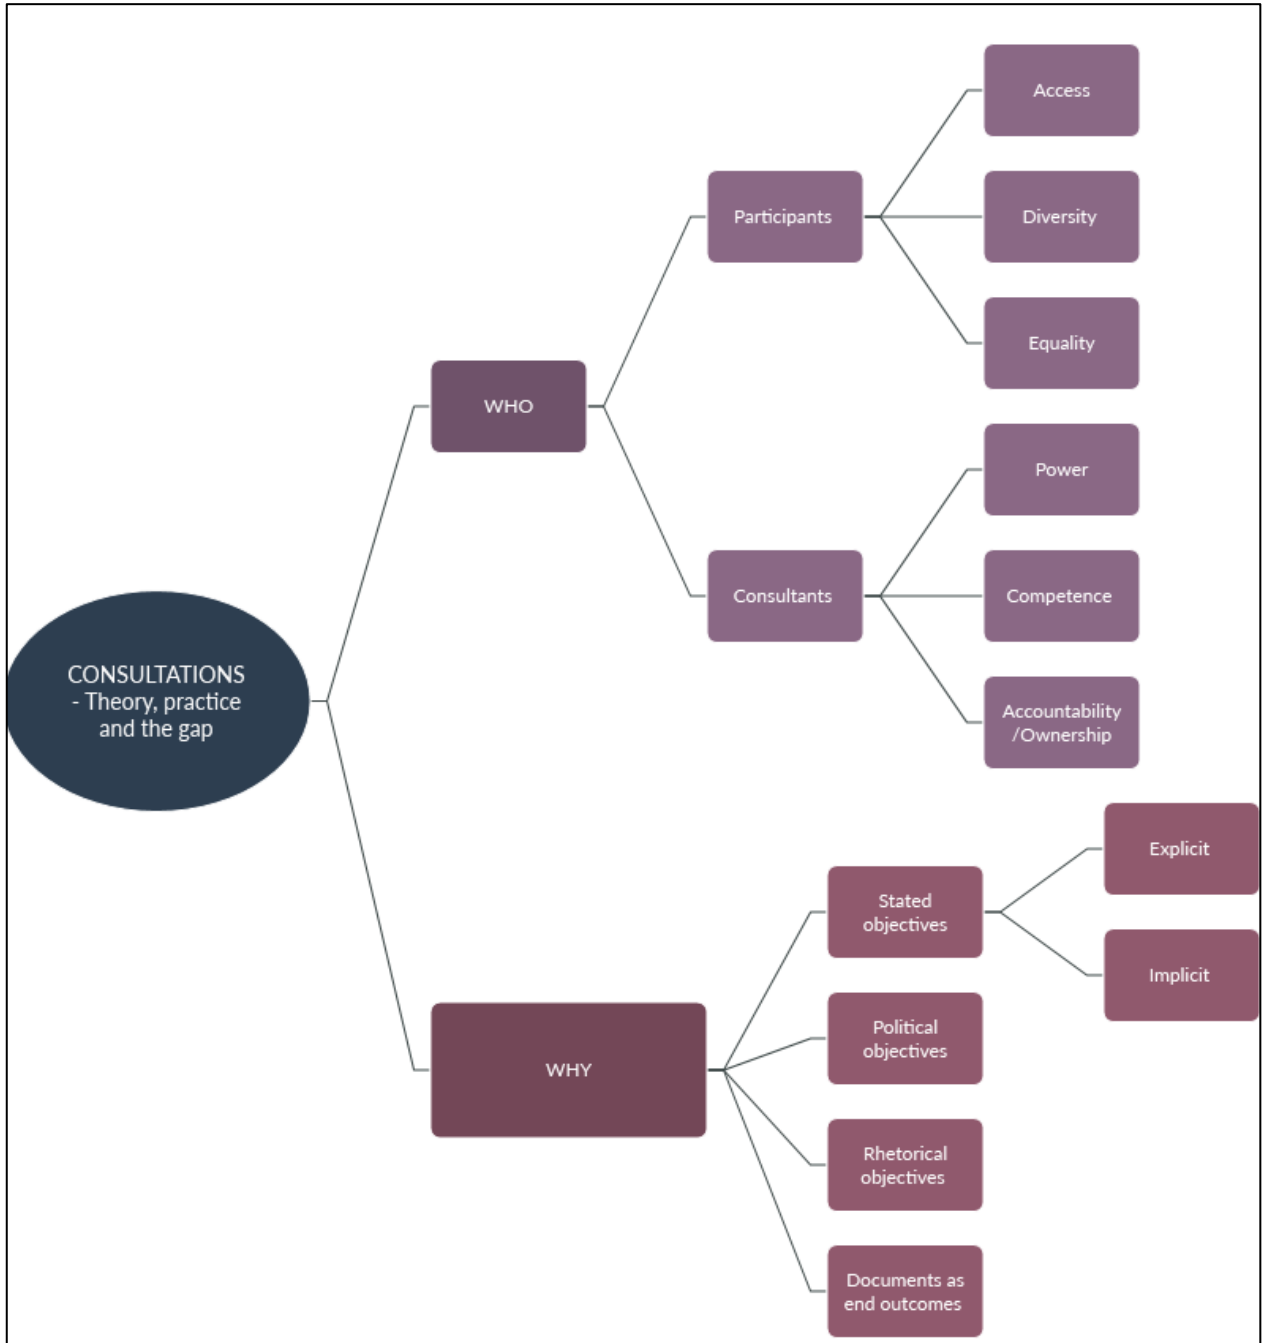 CONSULTATIONS
- Theory, practice
and the gap
WHO
Participants
Access
Diversity
Equality
Consultants
Power
Competence
Accountability
/Ownership
WHY
Stated
objectives
Explicit
Implicit
Political
objectives
Rhetorical
objectives
Documents as
end outcomes